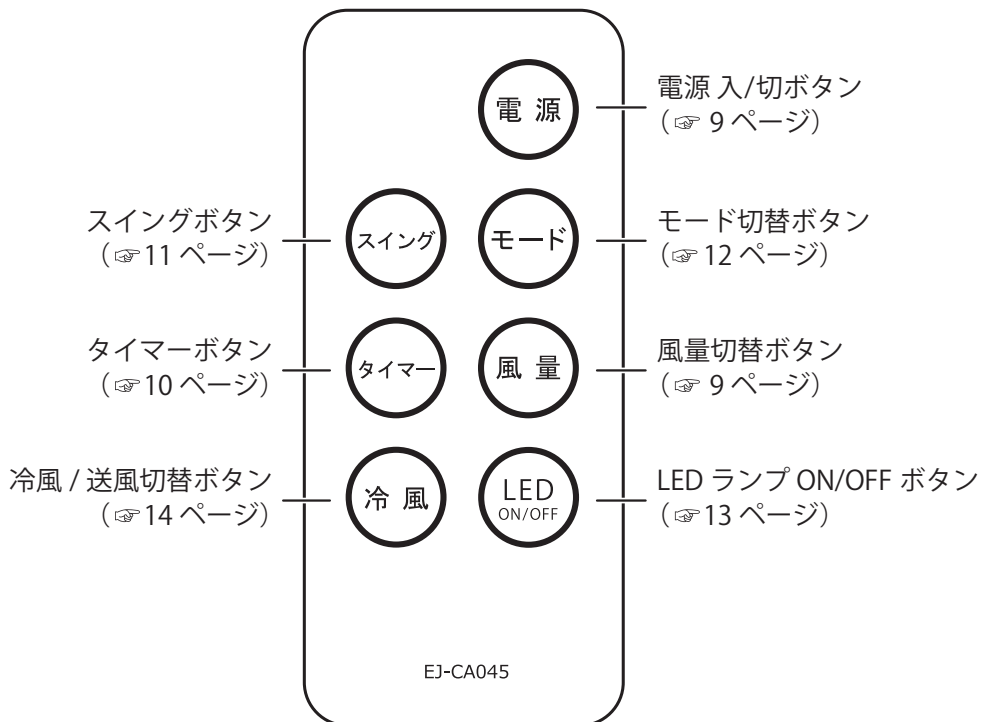 電源
電源 入/切ボタン
(☞ 9 ページ)
スイングボタン
(☞11 ページ)
スイング
モード
モード切替ボタン
(☞12 ページ)
タイマーボタン
(☞10 ページ)
タイマー
風量
風量切替ボタン
(☞ 9 ページ)
冷風 / 送風切替ボタン
(☞14 ページ)
冷風
LED
ON/OFF
LED ランプ ON/OFF ボタン
(☞13 ページ)
EJ-CA045